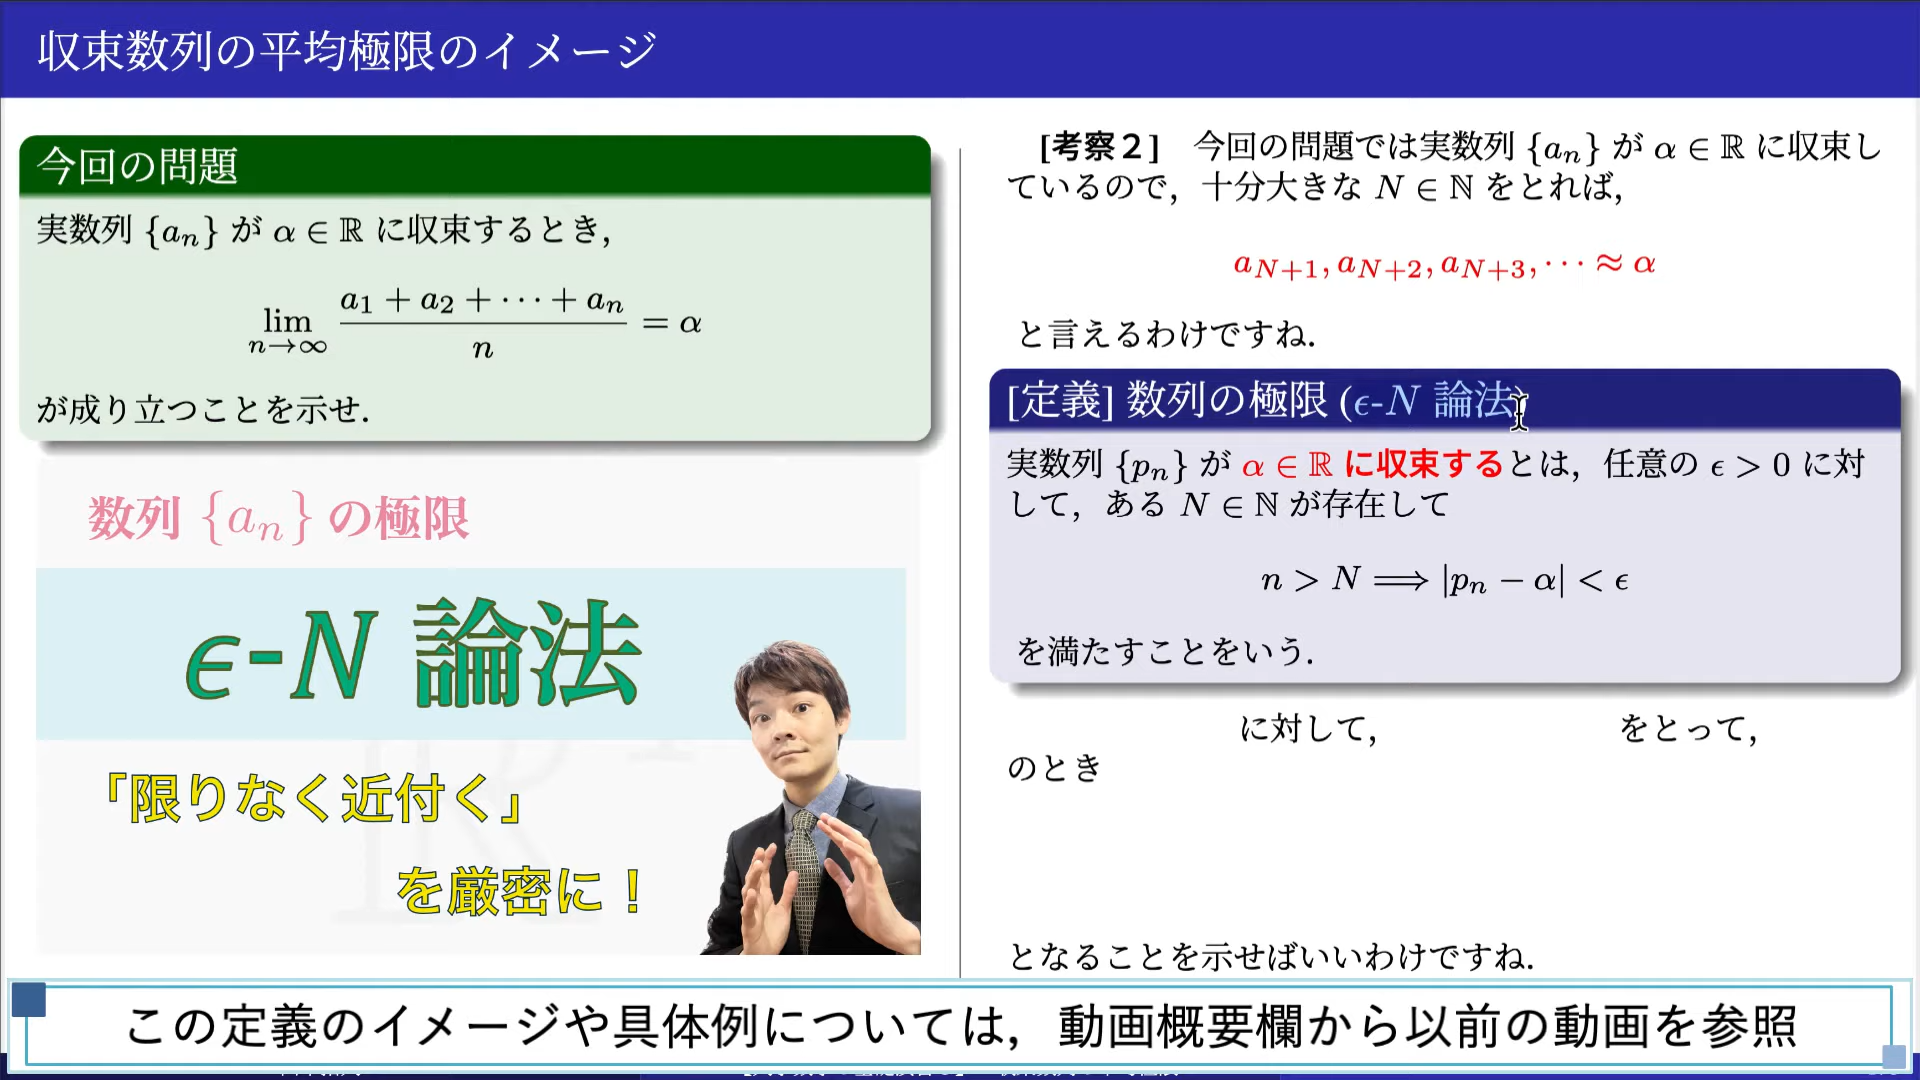 収束数列の平均極限のイメージ
今回の問題
実数列 {aₙ} が α ∈ ℝ に収束するとき，
lim_{n→∞} (a₁ + a₂ + ⋯ + aₙ)/n = α
が成り立つことを示せ.
数列 {aₙ} の極限
ϵ-N 論法
「限りなく近付く」
を厳密に！
[考察２]　今回の問題では実数列 {aₙ} が α ∈ ℝ に収束し
ているので，十分大きな N ∈ ℕ をとれば，
a_{N+1}, a_{N+2}, a_{N+3}, ⋯ ≈ α
と言えるわけですね.
[定義] 数列の極限 (ϵ-N 論法)
実数列 {pₙ} が α ∈ ℝ に収束するとは，任意の ϵ > 0 に対
して，ある N ∈ ℕ が存在して
n > N ⟹ |pₙ − α| < ϵ
を満たすことをいう.
に対して，　をとって，
のとき
となることを示せばいいわけですね.
この定義のイメージや具体例については，動画概要欄から以前の動画を参照